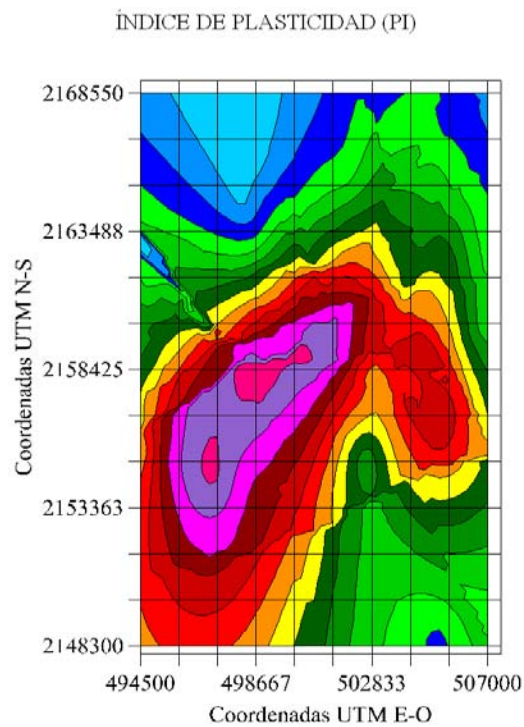 ÍNDICE DE PLASTICIDAD (PI)
2168550
2163488
2158425
2153363
2148300
Coordenadas UTM N-S
494500 498667 502833 507000
Coordenadas UTM E-O